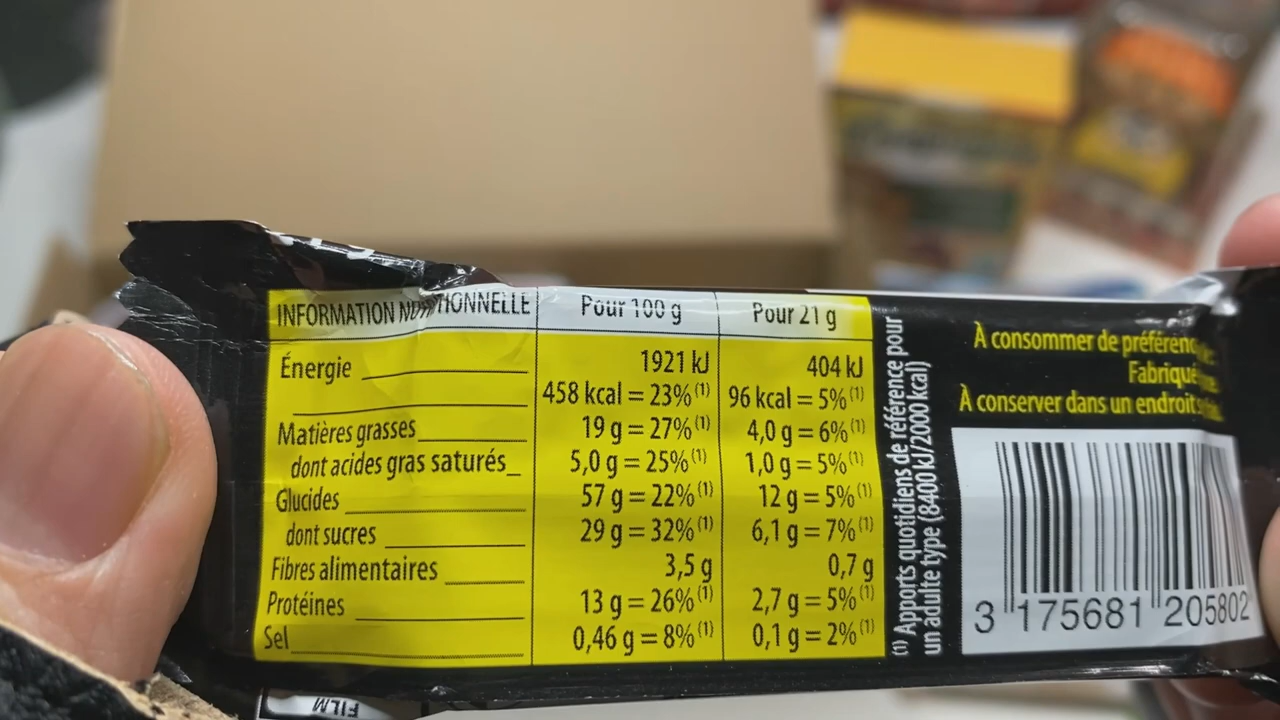 INFORMATION NUTRITIONNELLE Pour 100 g Pour 21 g
Énergie 1921 kJ 404 kJ
458 kcal = 23% (1) 96 kcal = 5% (1)
Matières grasses 19 g = 27% (1) 4,0 g = 6% (1)
dont acides gras saturés 5,0 g = 25% (1) 1,0 g = 5% (1)
Glucides 57 g = 22% (1) 12 g = 5% (1)
dont sucres 29 g = 32% (1) 6,1 g = 7% (1)
Fibres alimentaires 3,5 g 0,7 g
Protéines 13 g = 26% (1) 2,7 g = 5% (1)
Sel 0,46 g = 8% (1) 0,1 g = 2% (1)
(1) Apports quotidiens de référence pour
un adulte type (8400 kJ/2000 kcal)
À consommer de
À conserver dans un endroit
3 175681 205802
FILM